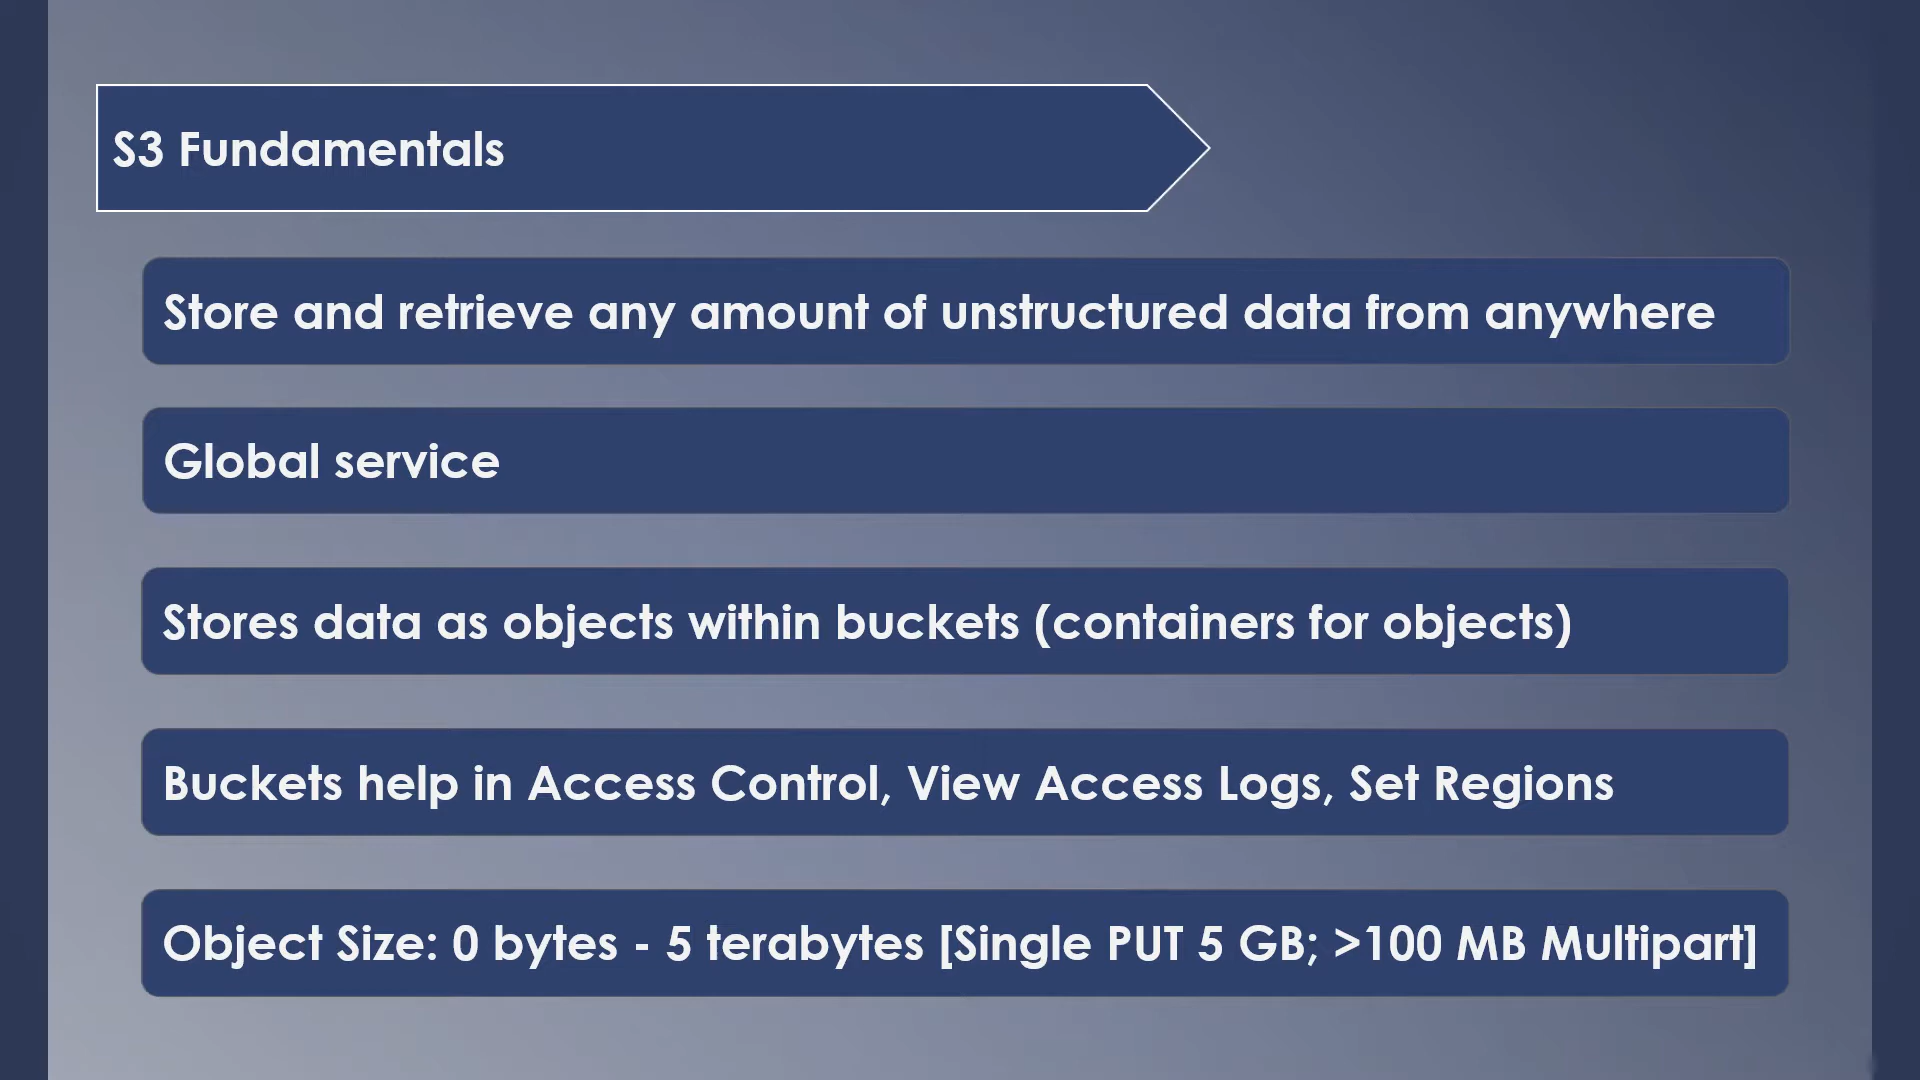 S3 Fundamentals
Store and retrieve any amount of unstructured data from anywhere
Global service
Stores data as objects within buckets (containers for objects)
Buckets help in Access Control, View Access Logs, Set Regions
Object Size: 0 bytes - 5 terabytes [Single PUT 5 GB; >100 MB Multipart]